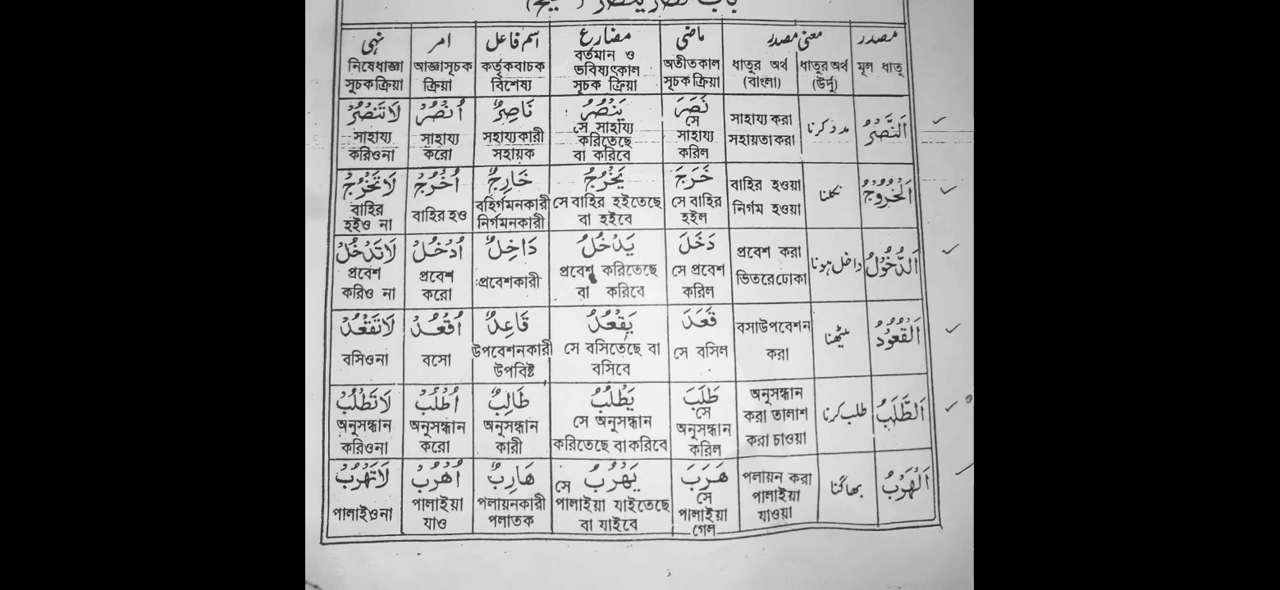 باب نصر ينصر (صحيح)
مصدر
মূল ধাতু
معنی مصدر
ধাতুর অর্থ
(উর্দু)
ধাতুর অর্থ
(বাংলা)
ماضی
অতীতকাল
সূচক ক্রিয়া
مضارع
বর্তমান ও
ভবিষ্যৎকাল
সূচক ক্রিয়া
اسم فاعل
কর্তৃকবাচক
বিশেষ্য
امر
আজ্ঞাসূচক
ক্রিয়া
نہی
নিষেধাজ্ঞা
সূচকক্রিয়া
اَلنَّصْرُ
مدد کرنا
সাহায্য করা
সহায়তা করা
نَصَرَ
সে
সাহায্য
করিল
يَنْصُرُ
সে সাহায্য
করিতেছে
বা করিবে
نَاصِرٌ
সহায্যকারী
সহায়ক
اُنْصُرْ
সাহায্য
করো
لَاتَنْصُرْ
সাহায্য
করিওনা
اَلْخُرُوْجُ
نکلنا
বাহির হওয়া
নির্গম হওয়া
خَرَجَ
সে বাহির
হইল
يَخْرُجُ
সে বাহির হইতেছে
বা হইবে
خَارِجٌ
বহির্গমনকারী
নির্গমনকারী
اُخْرُجْ
বাহির হও
لَاتَخْرُجْ
বাহির
হইও না
اَلدُّخُوْلُ
داخل ہونا
প্রবেশ করা
ভিতরেঢোকা
دَخَلَ
সে প্রবেশ
করিল
يَدْخُلُ
প্রবেশ করিতেছে
বা করিবে
دَاخِلٌ
প্রবেশকারী
اُدْخُلْ
প্রবেশ
করো
لَاتَدْخُلْ
প্রবেশ
করিও না
اَلْقُعُوْدُ
بیٹھنا
বসাউপবেশন
করা
قَعَدَ
সে বসিল
يَقْعُدُ
সে বসিতেছে বা
বসিবে
قَاعِدٌ
উপবেশনকারী
উপবিষ্ট
اُقْعُدْ
বসো
لَاتَقْعُدْ
বসিওনা
اَلطَّلَبُ
طلب کرنا
অনুসন্ধান
করা তালাশ
করা চাওয়া
طَلَبَ
সে
অনুসন্ধান
করিল
يَطْلُبُ
সে অনুসন্ধান
করিতেছে বা করিবে
طَالِبٌ
অনুসন্ধান
কারী
اُطْلُبْ
অনুসন্ধান
করো
لَاتَطْلُبْ
অনুসন্ধান
করিওনা
اَلْهَرْبُ
بھاگنا
পলায়ন করা
পালাইয়া
যাওয়া
هَرَبَ
সে
পালাইয়া
গেল
يَهْرُبُ
সে
পালাইয়া যাইতেছে
বা যাইবে
هَارِبٌ
পলায়নকারী
পলাতক
اُهْرُبْ
পালাইয়া
যাও
لَاتَهْرُبْ
পালাইওনা